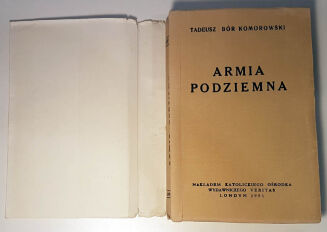 TADEUSZ BÓR KOMOROWSKI
ARMIA
PODZIEMNA
NAKŁADEM KATOLICKIEGO OŚRODKA
WYDAWNICZEGO VERITAS
LONDYN 1951